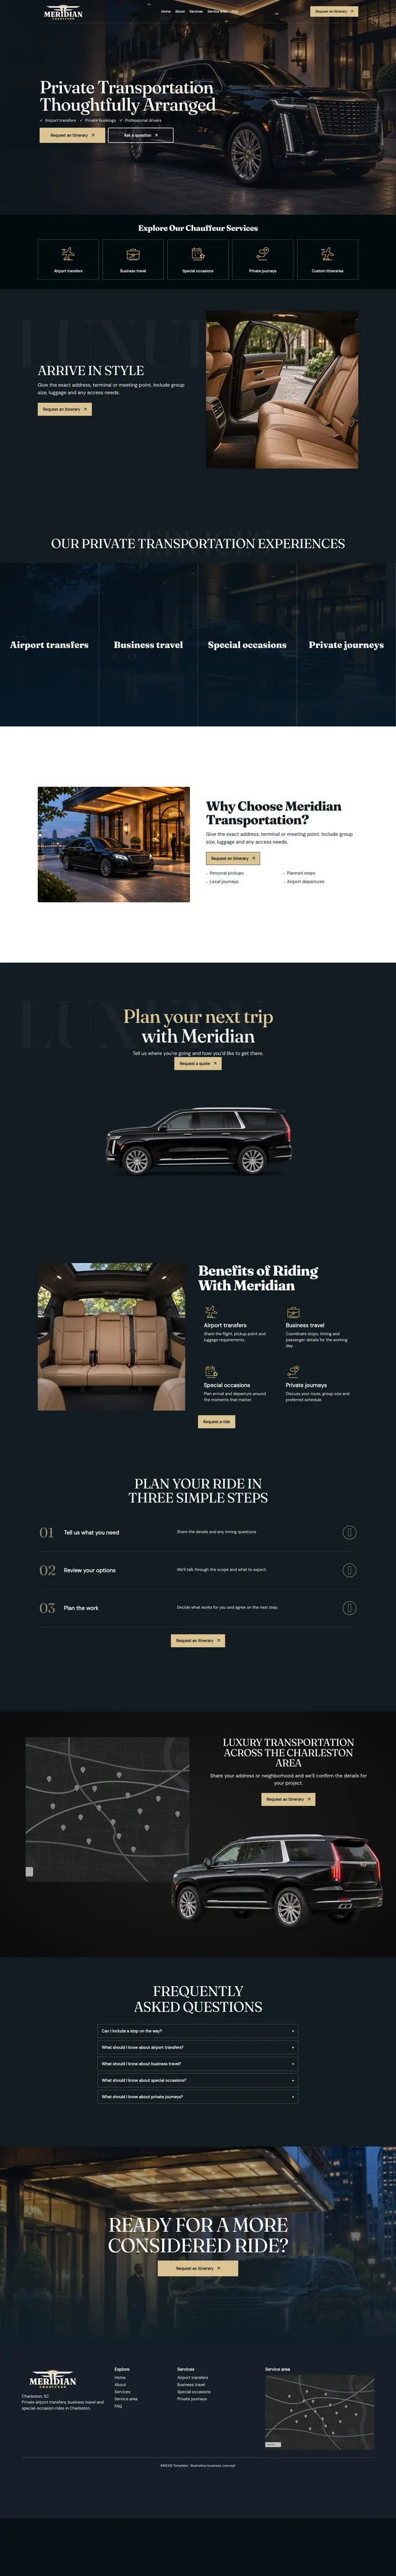 MERIDIAN
CHAUFFEUR
Home About Services Service area FAQ
Request an itinerary
Private Transportation
Thoughtfully Arranged
✓ Airport transfers ✓ Private bookings ✓ Professional drivers
Request an itinerary
Ask a question
Explore Our Chauffeur Services
Airport transfers
Business travel
Special occasions
Private journeys
Custom itineraries
ARRIVE IN STYLE
Give the exact address, terminal or meeting point. Include group
size, luggage and any access needs.
Request an itinerary
OUR PRIVATE TRANSPORTATION EXPERIENCES
Airport transfers
Business travel
Special occasions
Private journeys
Why Choose Meridian
Transportation?
Give the exact address, terminal or meeting point. Include group
size, luggage and any access needs.
Request an itinerary
Personal pickups
Planned stops
Local journeys
Airport departures
LUXURY
Plan your next trip
with Meridian
Tell us where you're going and how you'd like to get there.
Request a quote
Benefits of Riding
With Meridian
Airport transfers
Share the flight, pickup point and
luggage requirements.
Business travel
Coordinate stops, timing and
passenger details for the working
day.
Special occasions
Plan arrival and departure around
the moments that matter.
Private journeys
Discuss your route, group size and
preferred schedule.
Request a ride
PLAN YOUR RIDE IN
THREE SIMPLE STEPS
01 Tell us what you need
Share the details and any timing questions.
02 Review your options
We'll talk through the scope and what to expect.
03 Plan the work
Decide what works for you and agree on the next step.
Request an itinerary
LUXURY TRANSPORTATION
ACROSS THE CHARLESTON
AREA
Share your address or neighborhood and we'll confirm the details for
your project.
Request an itinerary
FREQUENTLY
ASKED QUESTIONS
Can I include a stop on the way? +
What should I know about airport transfers? +
What should I know about business travel? +
What should I know about special occasions? +
What should I know about private journeys? +
READY FOR A MORE
CONSIDERED RIDE?
Request an itinerary
MERIDIAN
CHAUFFEUR
Charleston, SC
Private airport transfers, business travel and
special-occasion rides in Charleston
Explore
Home
About
Services
Service area
FAQ
Services
Airport transfers
Business travel
Special occasions
Private journeys
Service area